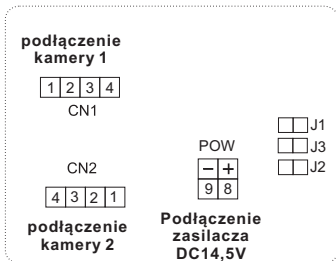 podłączenie
kamery 1
1 2 3 4
CN1
J1
J3
J2
POW
– +
9 8
CN2
4 3 2 1
podłączenie
kamery 2
Podłączenie
zasilacza
DC14,5V